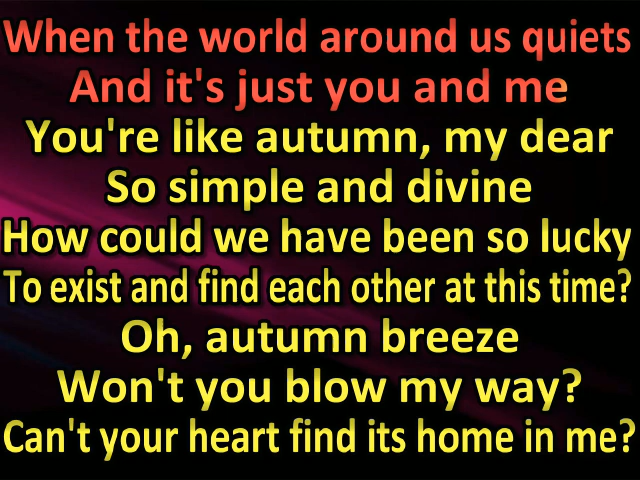 When the world around us quiets
And it's just you and me
You're like autumn, my dear
So simple and divine
How could we have been so lucky
To exist and find each other at this time?
Oh, autumn breeze
Won't you blow my way?
Can't your heart find its home in me?